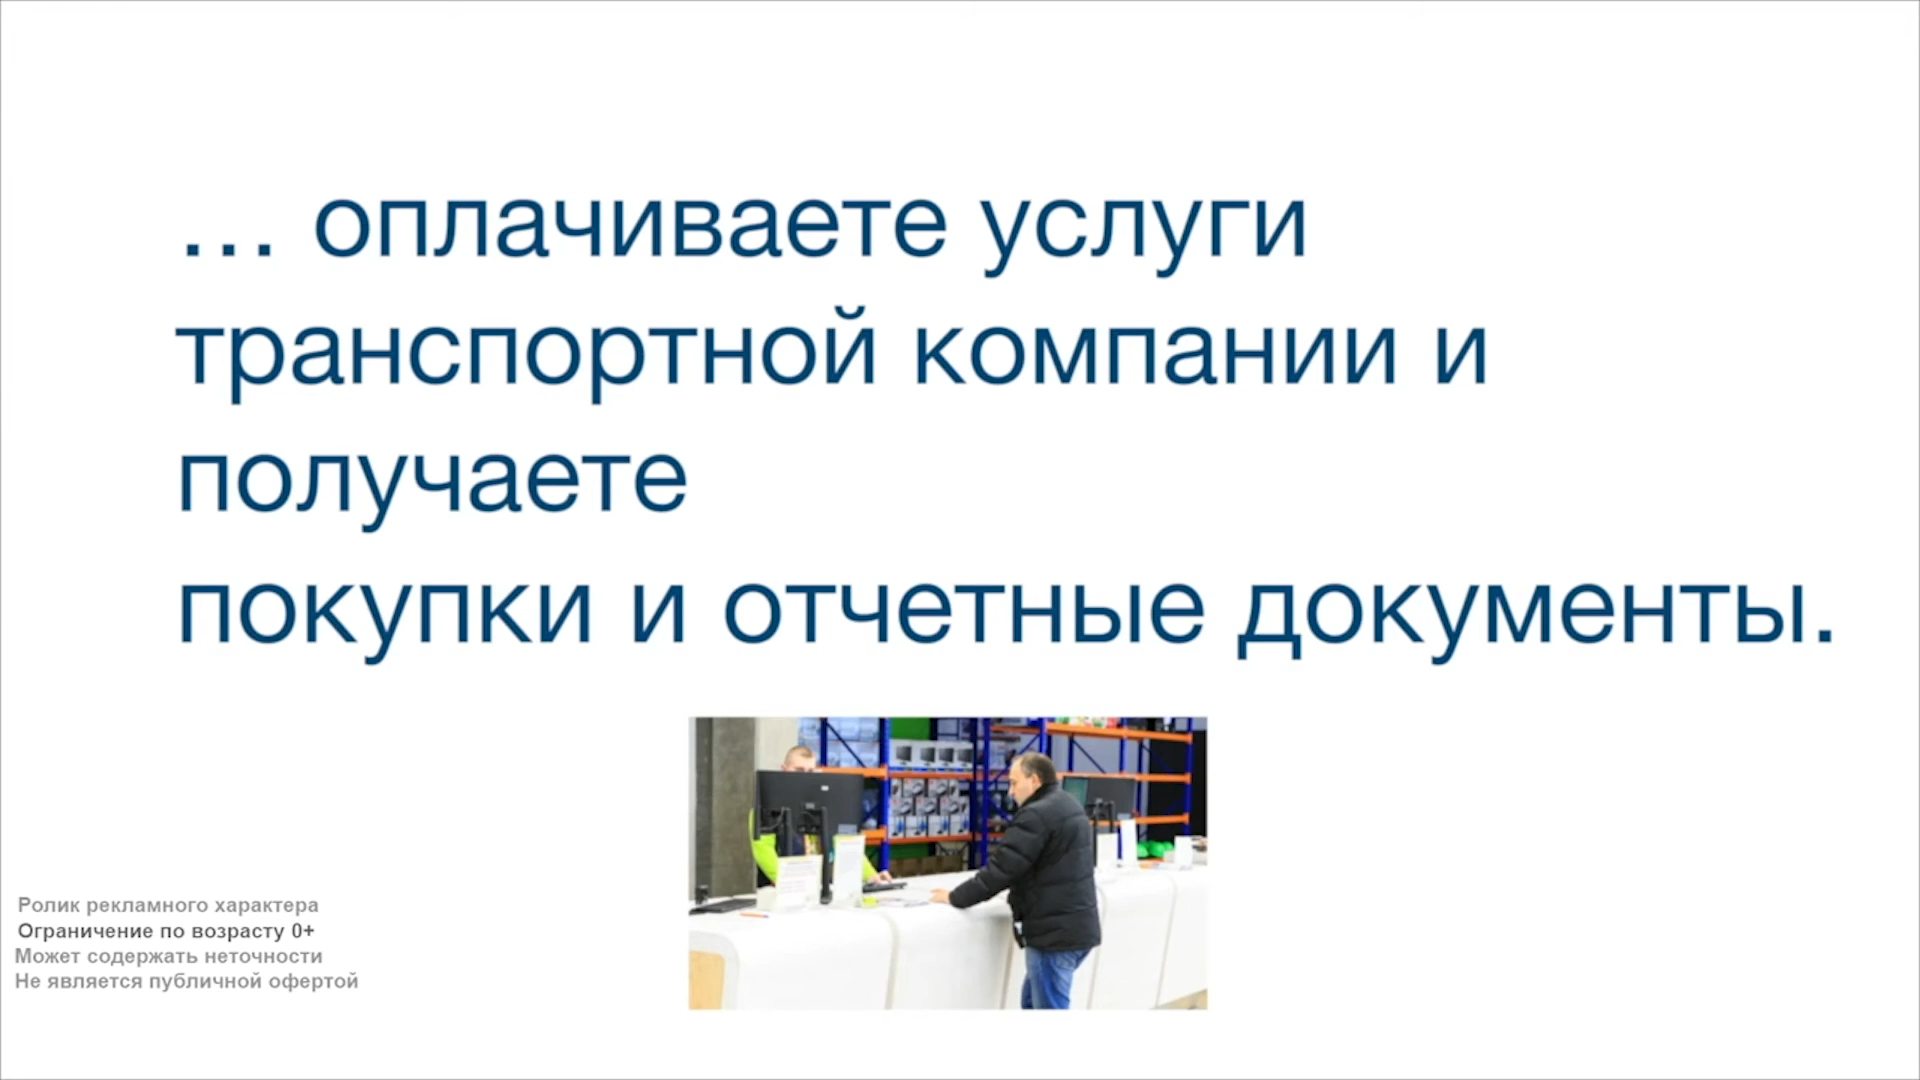 ... оплачиваете услуги
транспортной компании и
получаете
покупки и отчетные документы.
Ролик рекламного характера
Ограничение по возрасту 0+
Может содержать неточности
Не является публичной офертой